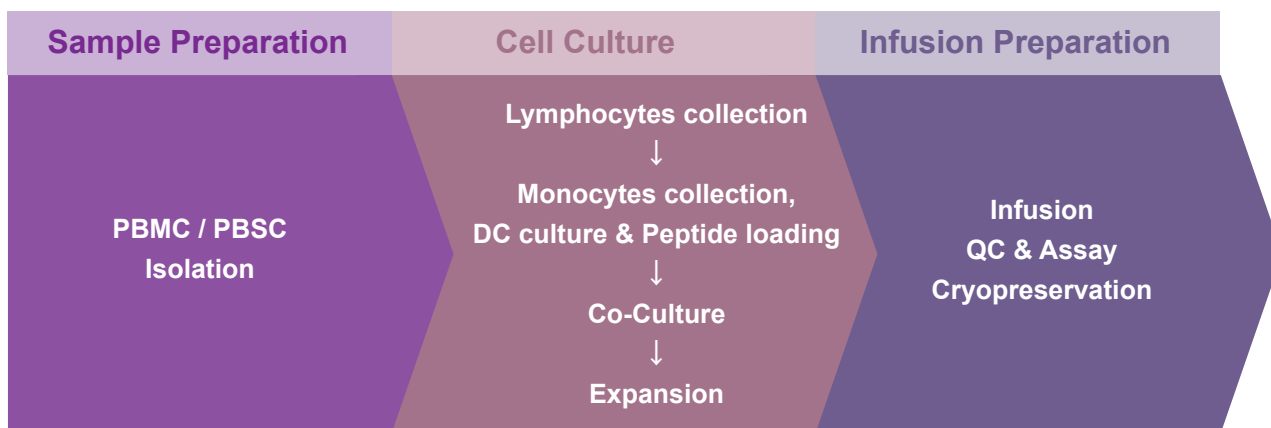 Sample Preparation
Cell Culture
Infusion Preparation
PBMC / PBSC
Isolation
Lymphocytes collection
↓
Monocytes collection,
DC culture & Peptide loading
↓
Co-Culture
↓
Expansion
Infusion
QC & Assay
Cryopreservation